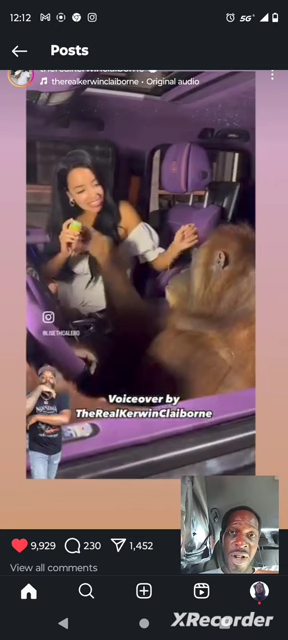 12:12
5G
Posts
therealkerwinclaiborne
therealkerwinclaiborne • Original audio
Voiceover by
TheRealKerwinClaiborne
9,929
230
1,452
View all comments
XRecorder